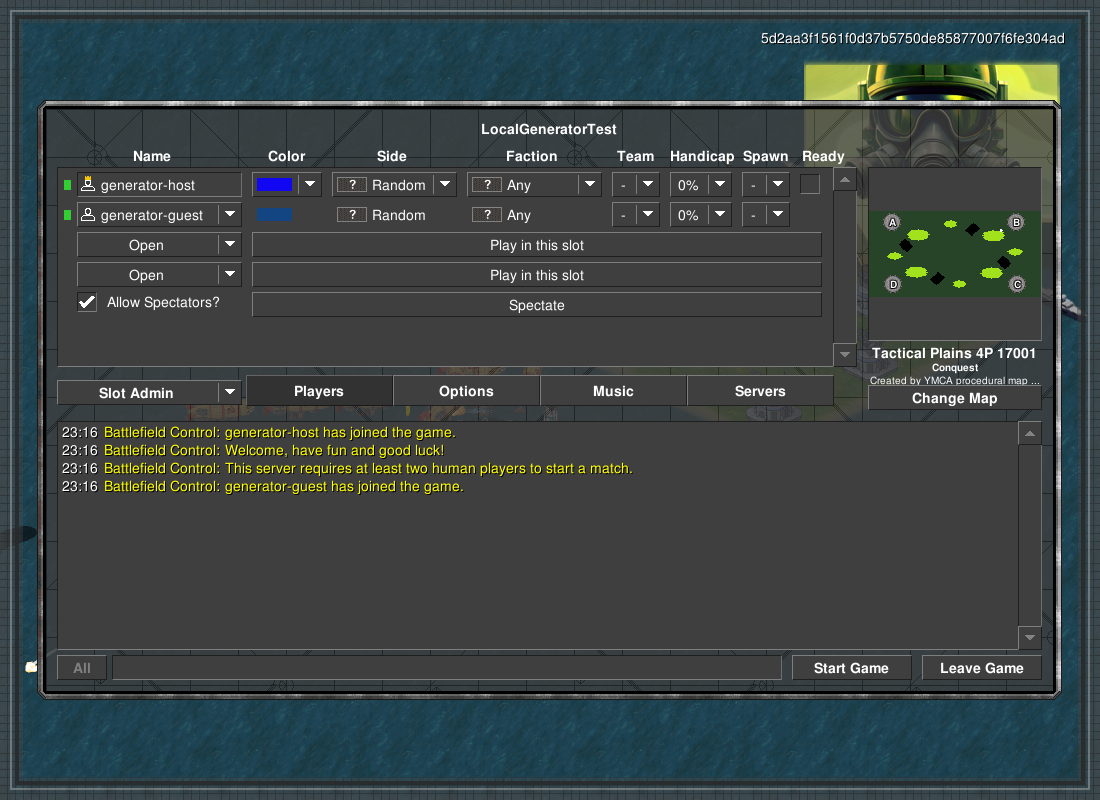 5d2aa3f1561f0d37b5750de85877007f6fe304ad
LocalGeneratorTest
Name Color Side Faction Team Handicap Spawn Ready
generator-host ? Random ? Any - 0% -
generator-guest ? Random ? Any - 0% -
Open Play in this slot
Open Play in this slot
Allow Spectators? Spectate
A B
D C
Tactical Plains 4P 17001
Conquest
Created by YMCA procedural map ...
Change Map
Slot Admin Players Options Music Servers
23:16 Battlefield Control: generator-host has joined the game.
23:16 Battlefield Control: Welcome, have fun and good luck!
23:16 Battlefield Control: This server requires at least two human players to start a match.
23:16 Battlefield Control: generator-guest has joined the game.
All Start Game Leave Game